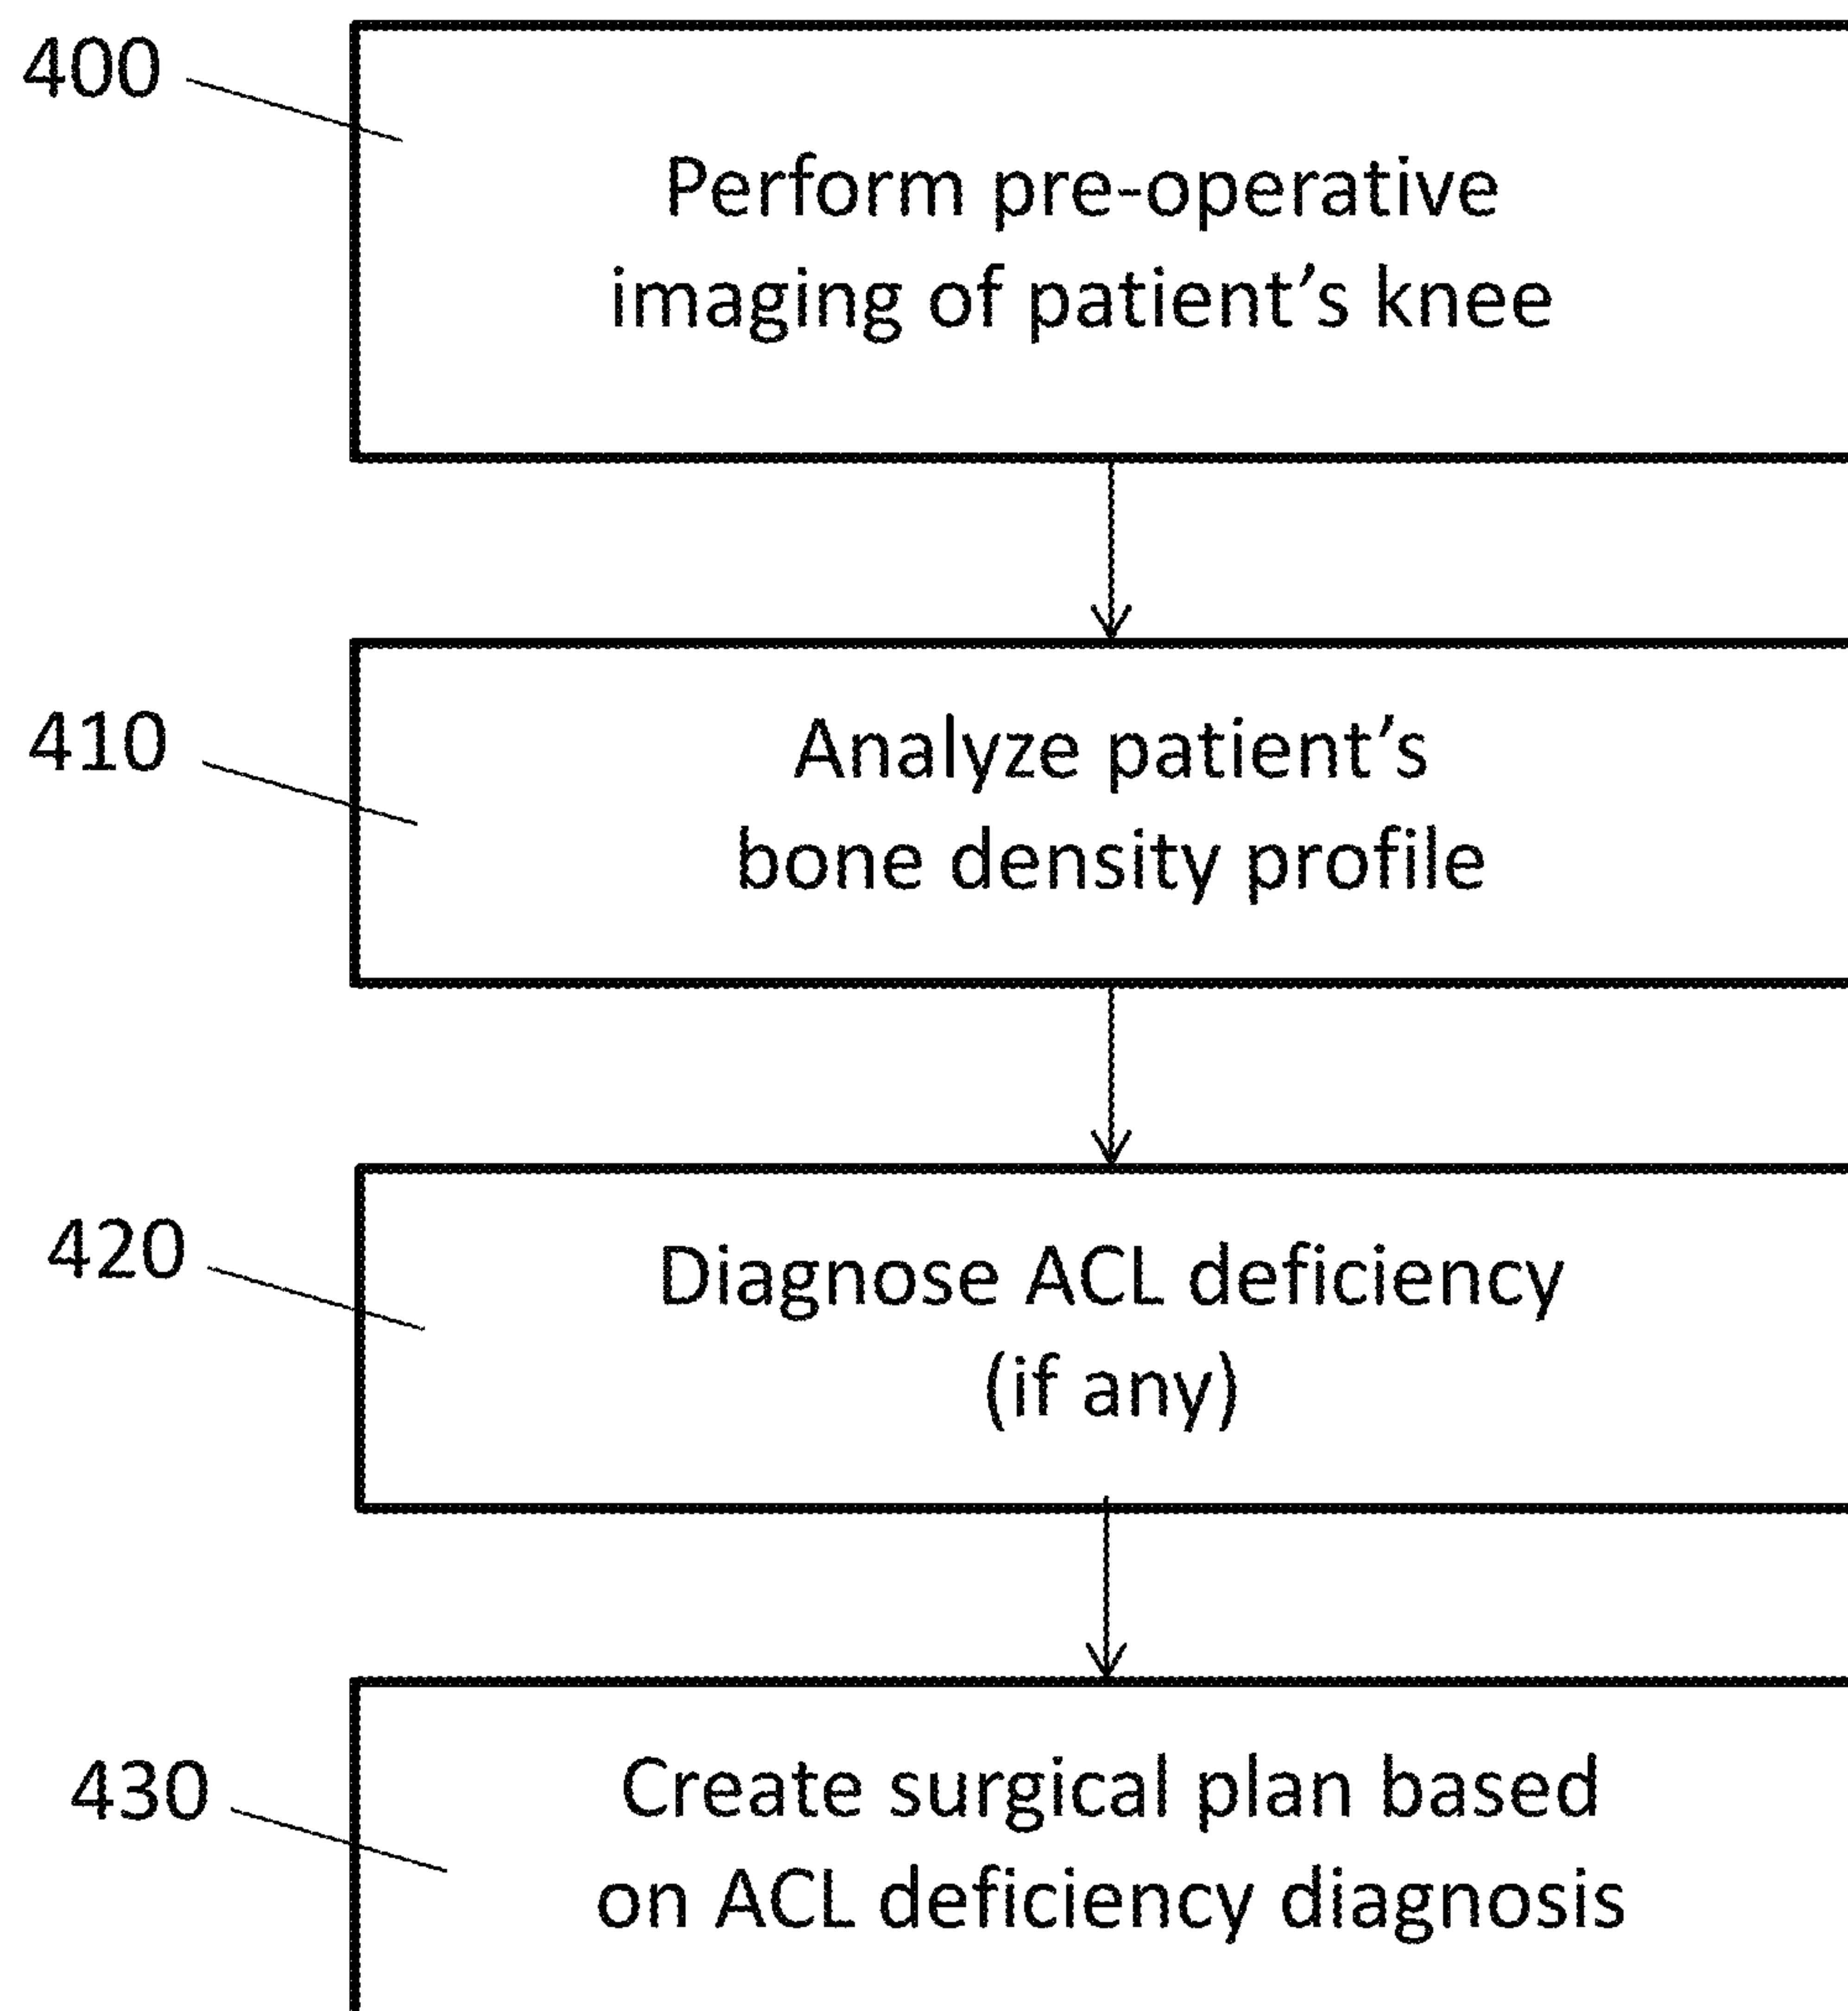 400
Perform pre-operative
imaging of patient’s knee
410
Analyze patient’s
bone density profile
420
Diagnose ACL deficiency
(if any)
430
Create surgical plan based
on ACL deficiency diagnosis